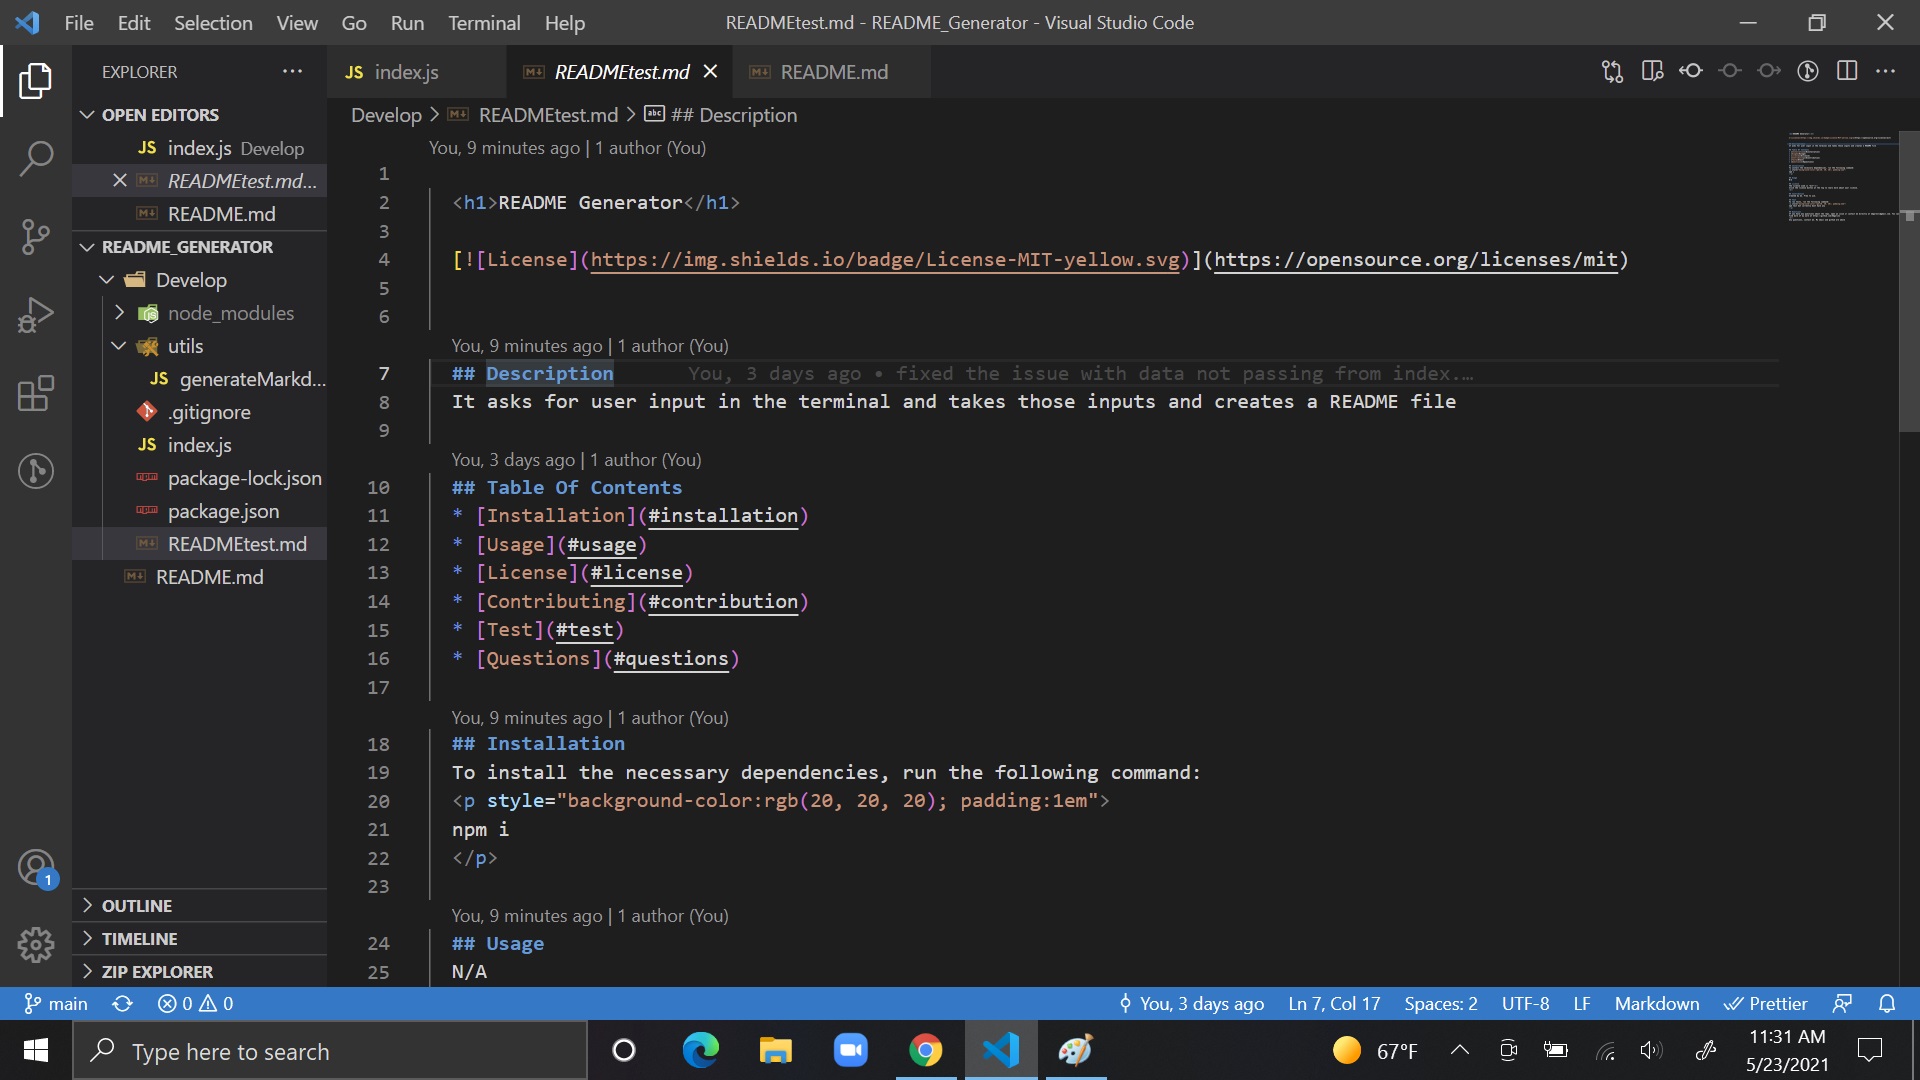 File Edit Selection View Go Run Terminal Help READMEtest.md - README_Generator - Visual Studio Code
EXPLORER
OPEN EDITORS
JS index.js Develop
READMEtest.md...
README.md
README_GENERATOR
Develop
node_modules
utils
JS generateMarkd...
.gitignore
JS index.js
package-lock.json
package.json
READMEtest.md
README.md
OUTLINE
TIMELINE
ZIP EXPLORER
JS index.js READMEtest.md README.md
Develop > READMEtest.md > abc ## Description
You, 9 minutes ago | 1 author (You)
1
2 <h1>README Generator</h1>
3
4 [![License](https://img.shields.io/badge/License-MIT-yellow.svg)](https://opensource.org/licenses/mit)
5
6
You, 9 minutes ago | 1 author (You)
7 ## Description You, 3 days ago • fixed the issue with data not passing from index.…
8 It asks for user input in the terminal and takes those inputs and creates a README file
9
You, 3 days ago | 1 author (You)
10 ## Table Of Contents
11 * [Installation](#installation)
12 * [Usage](#usage)
13 * [License](#license)
14 * [Contributing](#contribution)
15 * [Test](#test)
16 * [Questions](#questions)
17
You, 9 minutes ago | 1 author (You)
18 ## Installation
19 To install the necessary dependencies, run the following command:
20 <p style="background-color:rgb(20, 20, 20); padding:1em">
21 npm i
22 </p>
23
You, 9 minutes ago | 1 author (You)
24 ## Usage
25 N/A
1
main 0 0 You, 3 days ago Ln 7, Col 17 Spaces: 2 UTF-8 LF Markdown Prettier
Type here to search 67°F 11:31 AM
5/23/2021